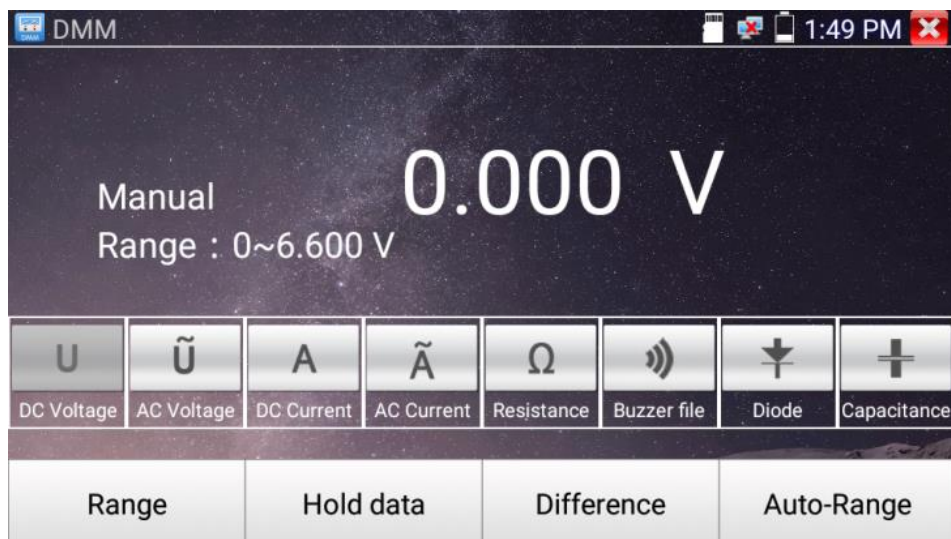 DMM 1:49 PM
0.000 V
Manual
Range : 0~6.600 V
U Ũ A Ã Ω
DC Voltage AC Voltage DC Current AC Current Resistance Buzzer file Diode Capacitance
Range Hold data Difference Auto-Range